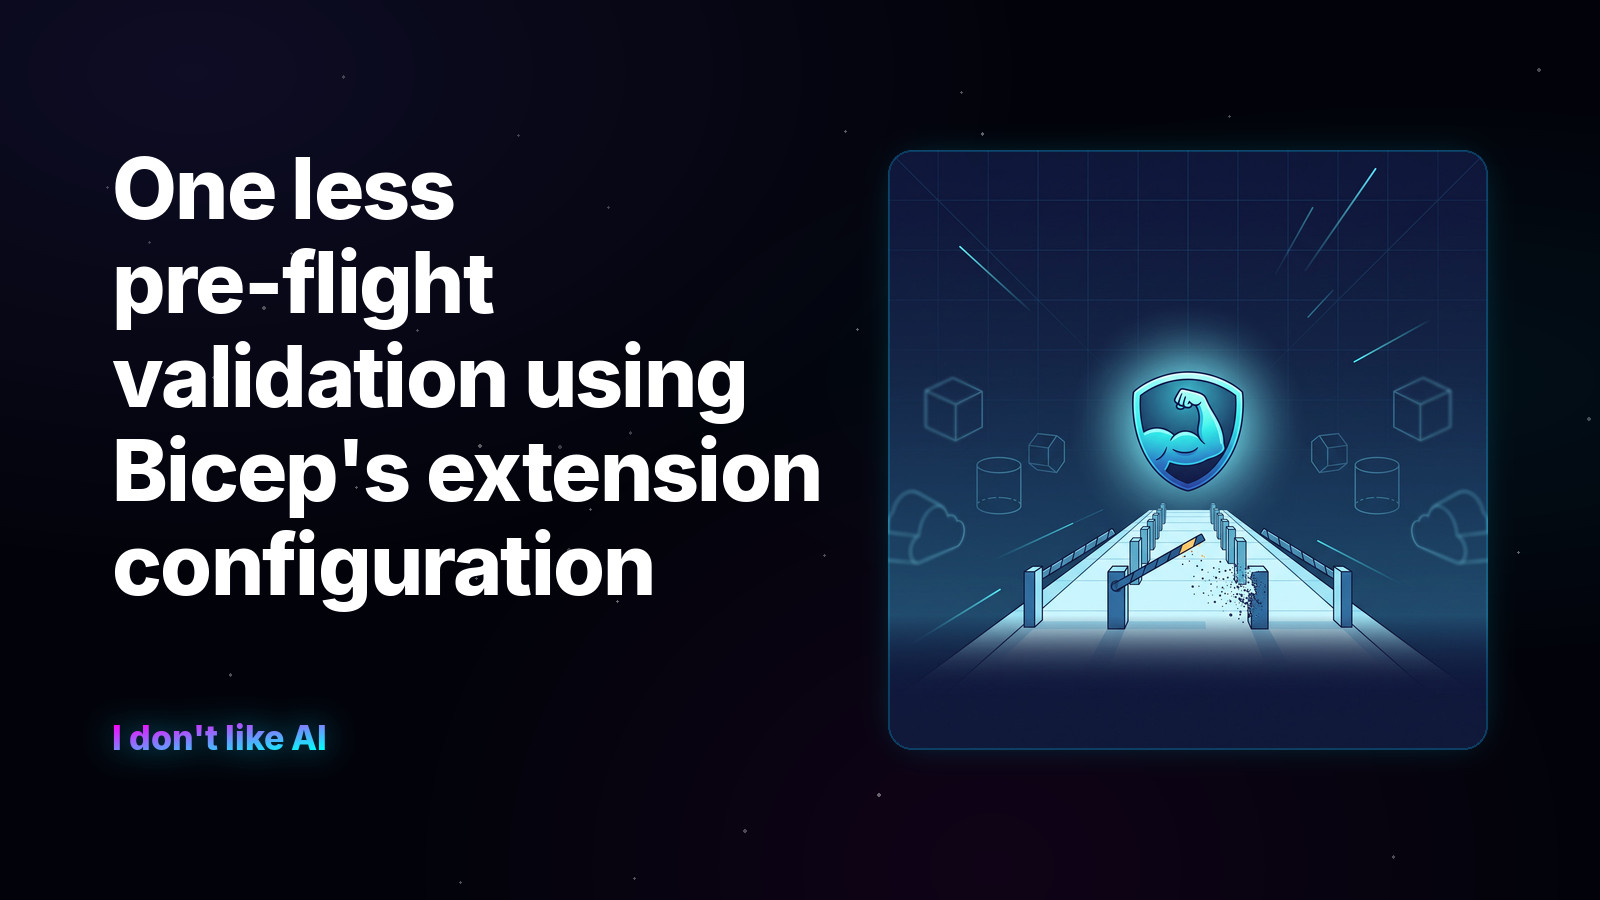 One less
pre-flight
validation using
Bicep's extension
configuration
I don't like AI